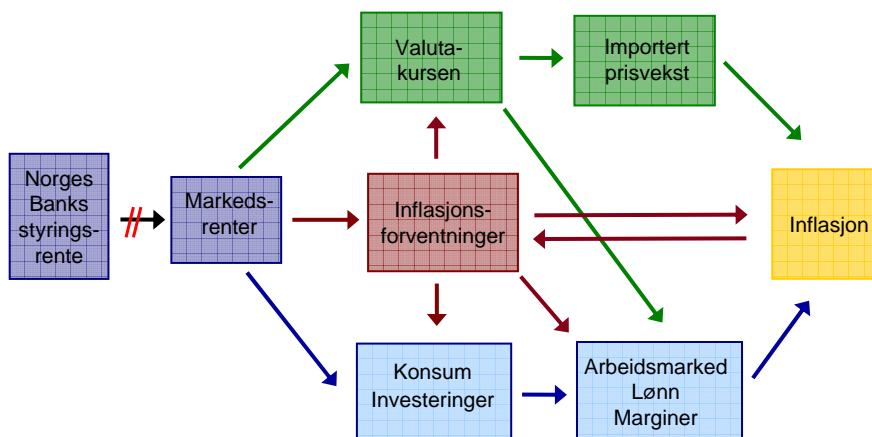 Valuta-
kursen
Importert
prisvekst
Norges
Banks
styrings-
rente
Markeds-
renter
Inflasjons-
forventninger
Inflasjon
Konsum
Investeringer
Arbeidsmarked
Lønn
Marginer